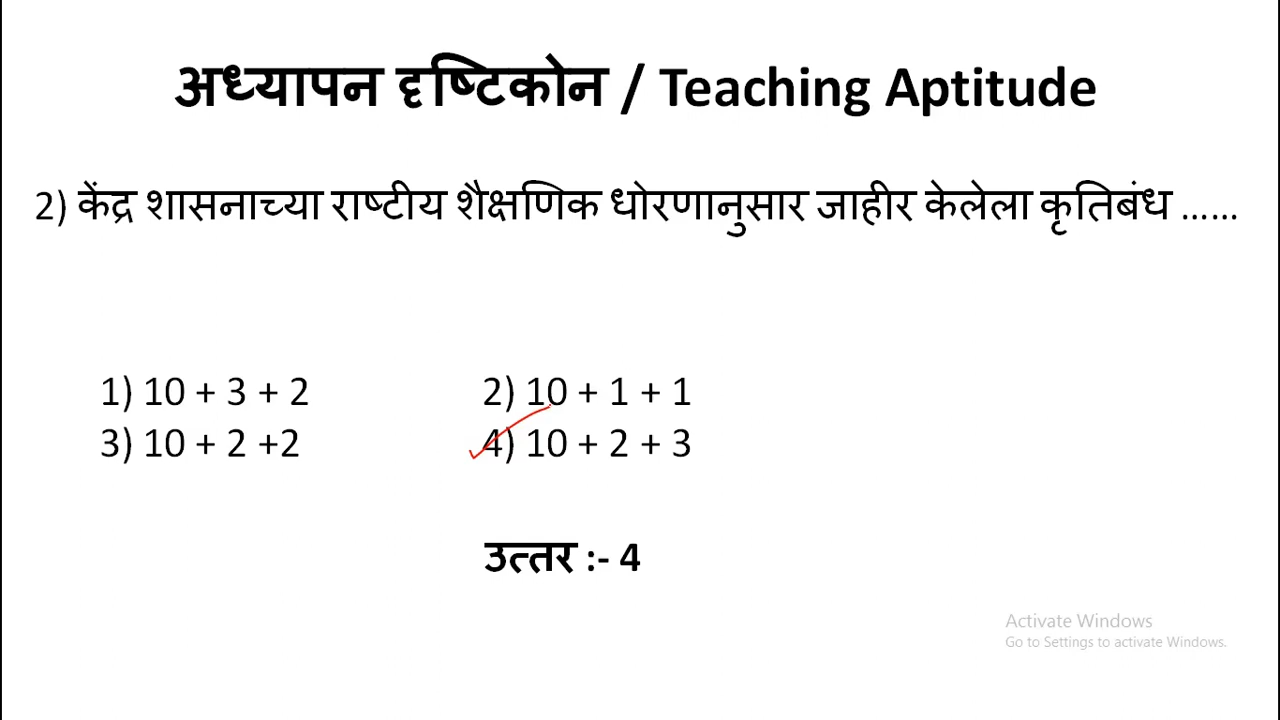 अध्यापन दृष्टिकोन / Teaching Aptitude
2) केंद्र शासनाच्या राष्टीय शैक्षणिक धोरणानुसार जाहीर केलेला कृतिबंध ......
1) 10 + 3 + 2 2) 10 + 1 + 1
3) 10 + 2 +2 4) 10 + 2 + 3
उत्तर :- 4
Activate Windows
Go to Settings to activate Windows.